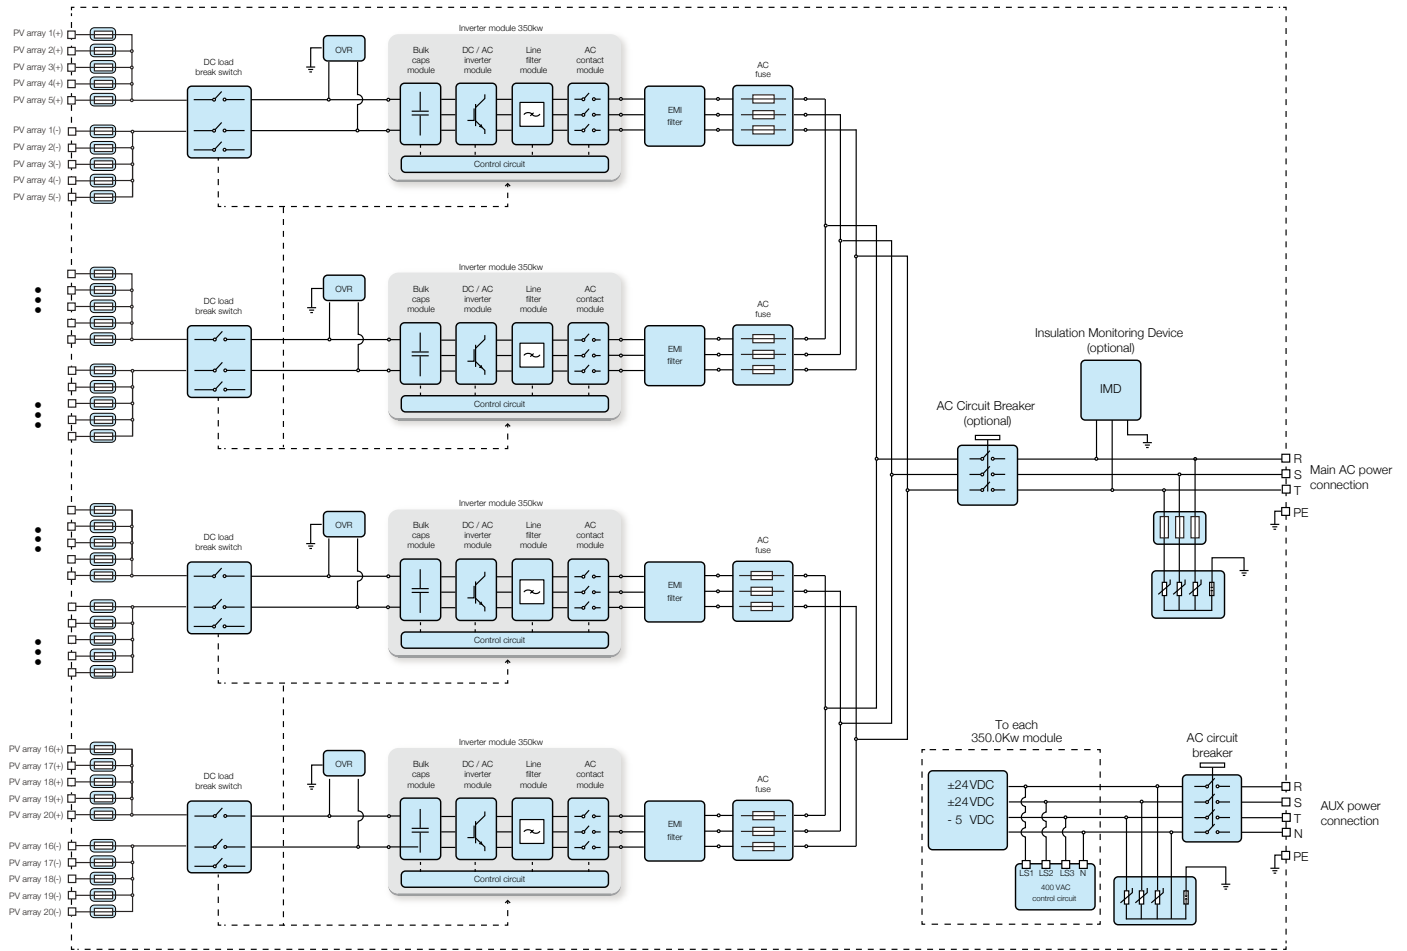 PV array 1(+)
PV array 2(+)
PV array 3(+)
PV array 4(+)
PV array 5(+)
PV array 1(-)
PV array 2(-)
PV array 3(-)
PV array 4(-)
PV array 5(-)
DC load
break switch
OVR
Inverter module 350kw
Bulk
caps
module
DC / AC
inverter
module
Line
filter
module
AC
contact
module
Control circuit
EMI
filter
AC
fuse
DC load
break switch
OVR
Inverter module 350kw
Bulk
caps
module
DC / AC
inverter
module
Line
filter
module
AC
contact
module
Control circuit
EMI
filter
AC
fuse
Insulation Monitoring Device
(optional)
IMD
AC Circuit Breaker
(optional)
R
S
T
Main AC power
connection
PE
DC load
break switch
OVR
Inverter module 350kw
Bulk
caps
module
DC / AC
inverter
module
Line
filter
module
AC
contact
module
Control circuit
EMI
filter
AC
fuse
PV array 16(+)
PV array 17(+)
PV array 18(+)
PV array 19(+)
PV array 20(+)
PV array 16(-)
PV array 17(-)
PV array 18(-)
PV array 19(-)
PV array 20(-)
DC load
break switch
OVR
Inverter module 350kw
Bulk
caps
module
DC / AC
inverter
module
Line
filter
module
AC
contact
module
Control circuit
EMI
filter
AC
fuse
To each
350.0Kw module
±24VDC
±24VDC
- 5 VDC
LS1 LS2 LS3 N
400 VAC
control circuit
AC circuit
breaker
R
S
T
N
AUX power
connection
PE